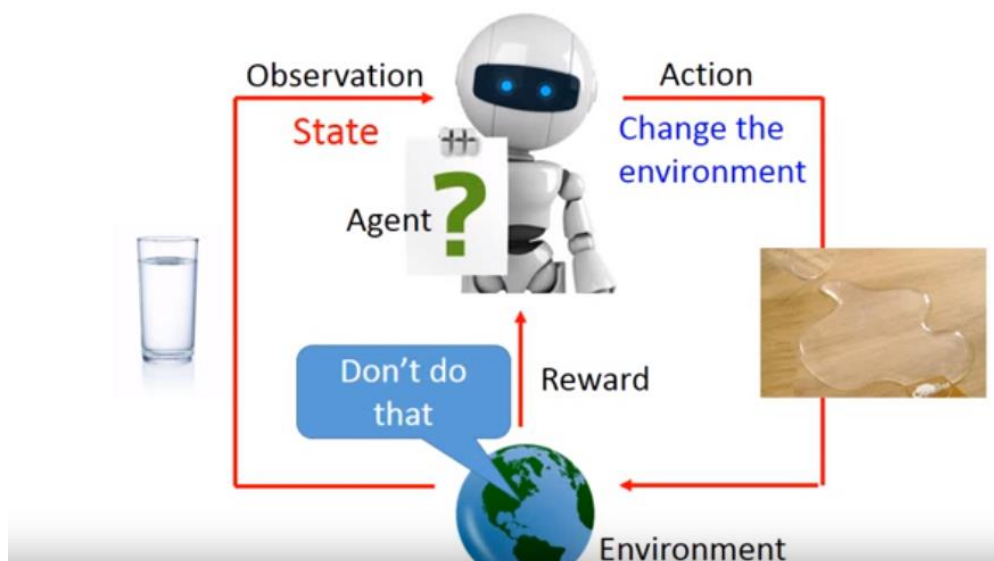 Observation
Action
State
Change the
environment
Agent
?
Don't do
that
Reward
Environment